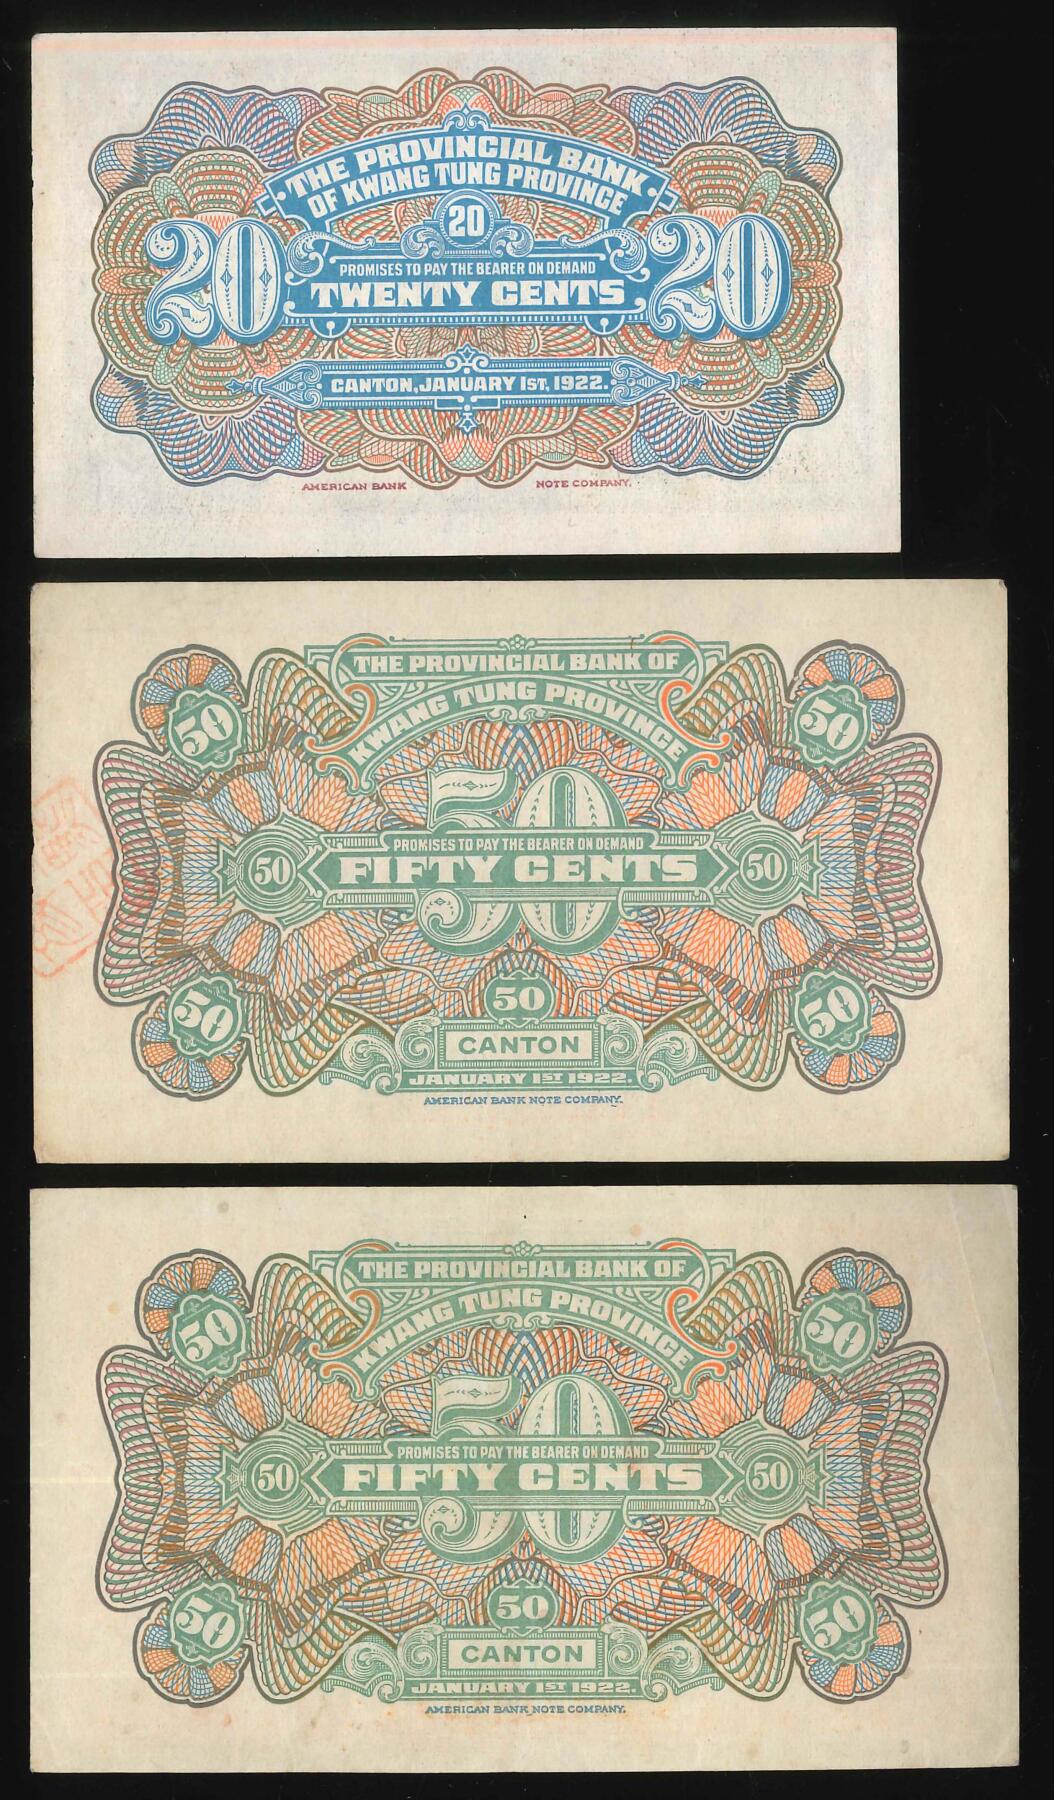 THE PROVINCIAL BANK
OF KWANG TUNG PROVINCE
20
20
20
PROMISES TO PAY THE BEARER ON DEMAND
TWENTY CENTS
CANTON, JANUARY 1ST, 1922.
AMERICAN BANK NOTE COMPANY.
THE PROVINCIAL BANK OF
KWANG TUNG PROVINCE
50
50
50
PROMISES TO PAY THE BEARER ON DEMAND
50
FIFTY CENTS
50
50
50
50
CANTON
JANUARY 1ST 1922.
AMERICAN BANK NOTE COMPANY.
THE PROVINCIAL BANK OF
KWANG TUNG PROVINCE
50
50
50
PROMISES TO PAY THE BEARER ON DEMAND
50
FIFTY CENTS
50
50
50
50
CANTON
JANUARY 1ST 1922.
AMERICAN BANK NOTE COMPANY.